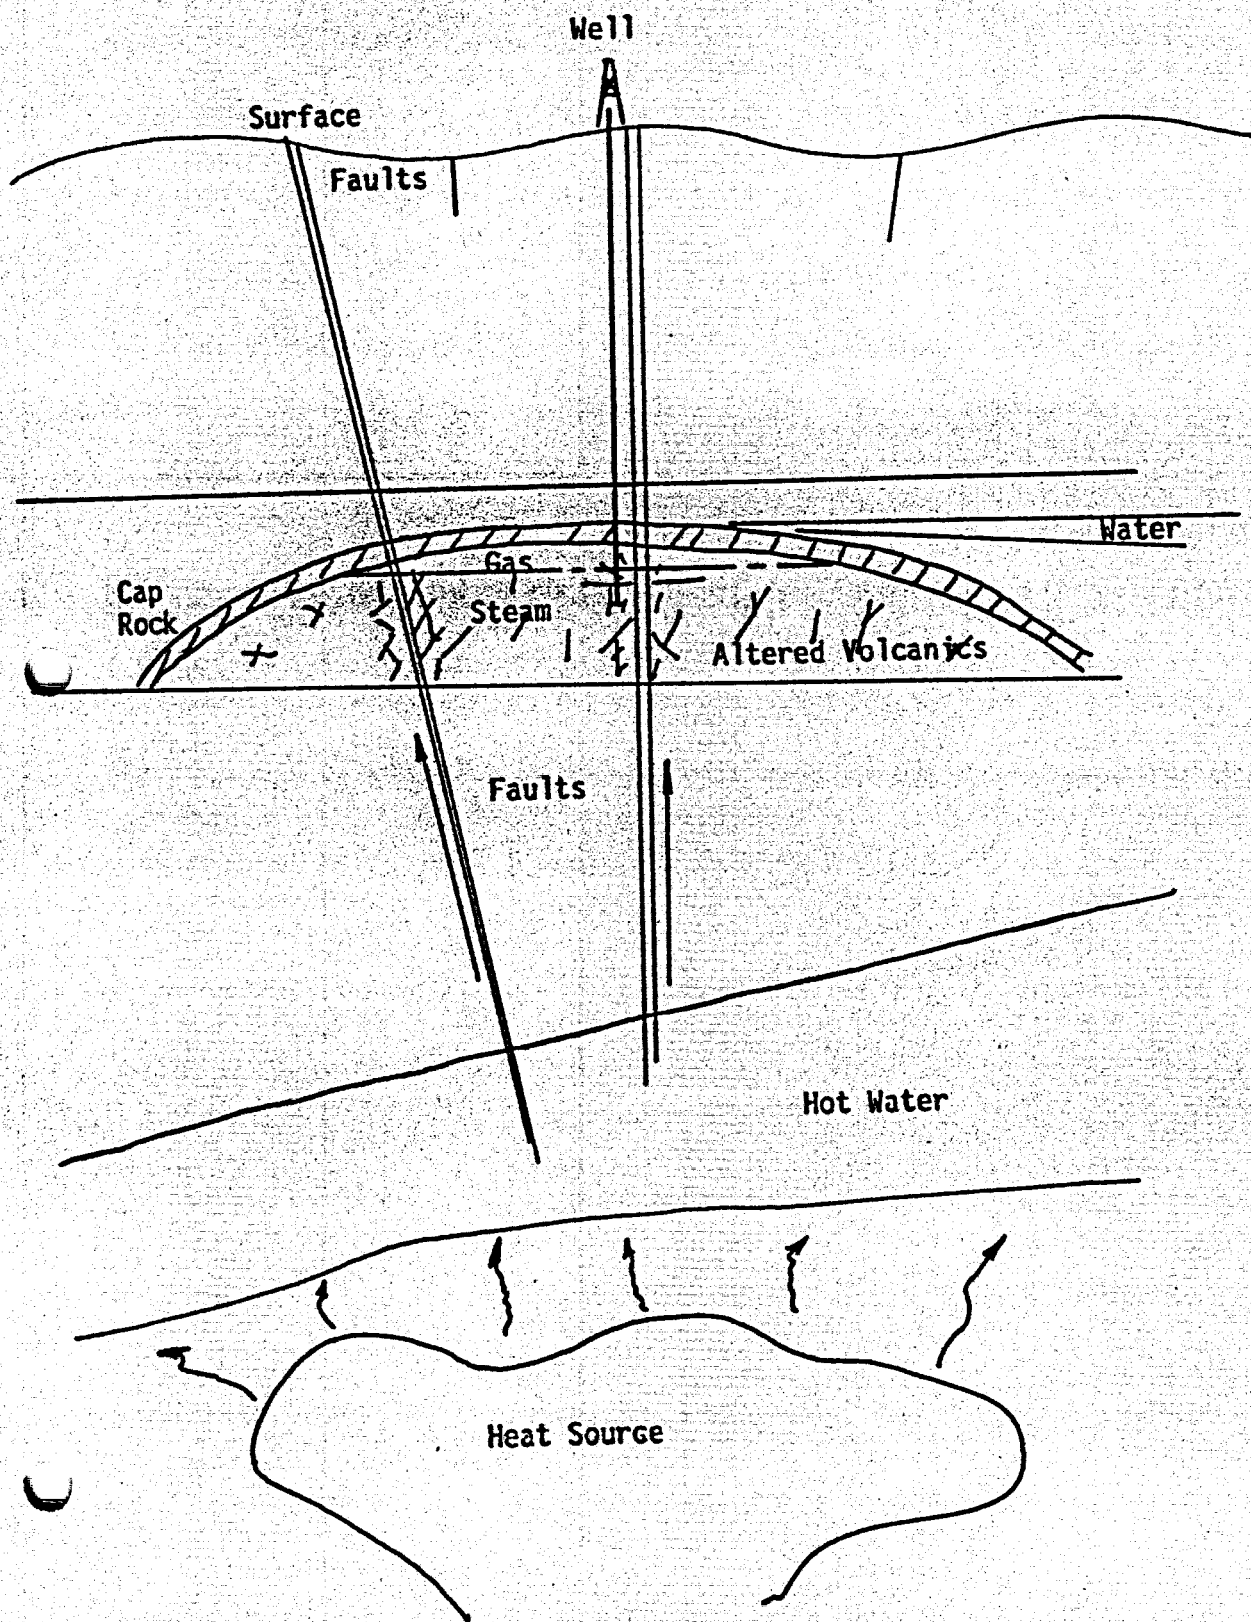 Well
Surface
Faults
Water
Gas
Cap
Rock
Steam
Altered Volcanics
Faults
Hot Water
Heat Source